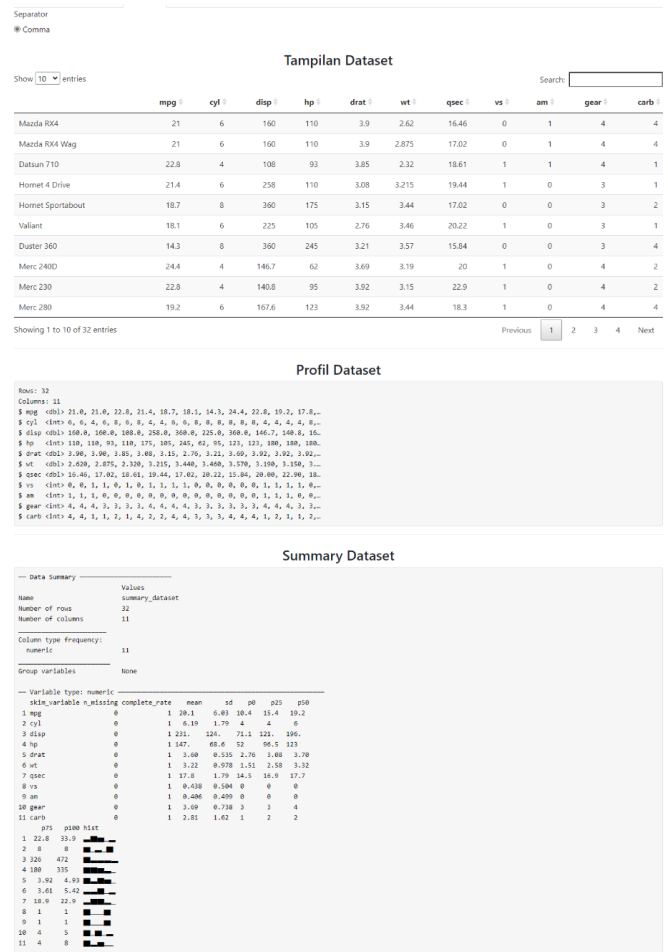 Separator
Comma
Tampilan Dataset
Show 10 entries Search:
mpg cyl disp hp drat wt qsec vs am gear carb
Mazda RX4 21 6 160 110 3.9 2.62 16.46 0 1 4 4
Mazda RX4 Wag 21 6 160 110 3.9 2.875 17.02 0 1 4 4
Datsun 710 22.8 4 108 93 3.85 2.32 18.61 1 1 4 1
Hornet 4 Drive 21.4 6 258 110 3.08 3.215 19.44 1 0 3 1
Hornet Sportabout 18.7 8 360 175 3.15 3.44 17.02 0 0 3 2
Valiant 18.1 6 225 105 2.76 3.46 20.22 1 0 3 1
Duster 360 14.3 8 360 245 3.21 3.57 15.84 0 0 3 4
Merc 240D 24.4 4 146.7 62 3.69 3.19 20 1 0 4 2
Merc 230 22.8 4 140.8 95 3.92 3.15 22.9 1 0 4 2
Merc 280 19.2 6 167.6 123 3.92 3.44 18.3 1 0 4 4
Showing 1 to 10 of 32 entries Previous 1 2 3 4 Next
Profil Dataset
Rows: 32
Columns: 11
$ mpg <dbl> 21.0, 21.0, 22.8, 21.4, 18.7, 18.1, 14.3, 24.4, 22.8, 19.2, 17.8,…
$ cyl <int> 6, 6, 4, 6, 8, 6, 8, 4, 4, 6, 6, 8, 8, 8, 8, 8, 8, 4, 4, 4, 4, 8,…
$ disp <dbl> 160.0, 160.0, 108.0, 258.0, 360.0, 225.0, 360.0, 146.7, 140.8, 16…
$ hp <int> 110, 110, 93, 110, 175, 105, 245, 62, 95, 123, 123, 180, 180, 180…
$ drat <dbl> 3.90, 3.90, 3.85, 3.08, 3.15, 2.76, 3.21, 3.69, 3.92, 3.92, 3.92,…
$ wt <dbl> 2.620, 2.875, 2.320, 3.215, 3.440, 3.460, 3.570, 3.190, 3.150, 3.…
$ qsec <dbl> 16.46, 17.02, 18.61, 19.44, 17.02, 20.22, 15.84, 20.00, 22.90, 18…
$ vs <int> 0, 0, 1, 1, 0, 1, 0, 1, 1, 1, 1, 0, 0, 0, 0, 0, 0, 1, 1, 1, 1, 0,…
$ am <int> 1, 1, 1, 0, 0, 0, 0, 0, 0, 0, 0, 0, 0, 0, 0, 0, 0, 1, 1, 1, 0, 0,…
$ gear <int> 4, 4, 4, 3, 3, 3, 3, 4, 4, 4, 4, 3, 3, 3, 3, 3, 3, 4, 4, 4, 3, 3,…
$ carb <int> 4, 4, 1, 1, 2, 1, 4, 2, 2, 4, 4, 3, 3, 3, 4, 4, 4, 1, 2, 1, 1, 2,…
Summary Dataset
── Data Summary ────────────────────────
Values
Name summary_dataset
Number of rows 32
Number of columns 11
Column type frequency:
numeric 11
Group variables None
── Variable type: numeric ──────────────
skim_variable n_missing complete_rate mean sd p0 p25 p50
1 mpg 0 1 20.1 6.03 10.4 15.4 19.2
2 cyl 0 1 6.19 1.79 4 4 6
3 disp 0 1 231. 124. 71.1 121. 196.
4 hp 0 1 147. 68.6 52 96.5 123
5 drat 0 1 3.60 0.535 2.76 3.08 3.70
6 wt 0 1 3.22 0.978 1.51 2.58 3.32
7 qsec 0 1 17.8 1.79 14.5 16.9 17.7
8 vs 0 1 0.438 0.504 0 0 0
9 am 0 1 0.406 0.499 0 0 0
10 gear 0 1 3.69 0.738 3 3 4
11 carb 0 1 2.81 1.62 1 2 2
p75 p100 hist
1 22.8 33.9
2 8 8
3 326 472
4 180 335
5 3.92 4.93
6 3.61 5.42
7 18.9 22.9
8 1 1
9 1 1
10 4 5
11 4 8